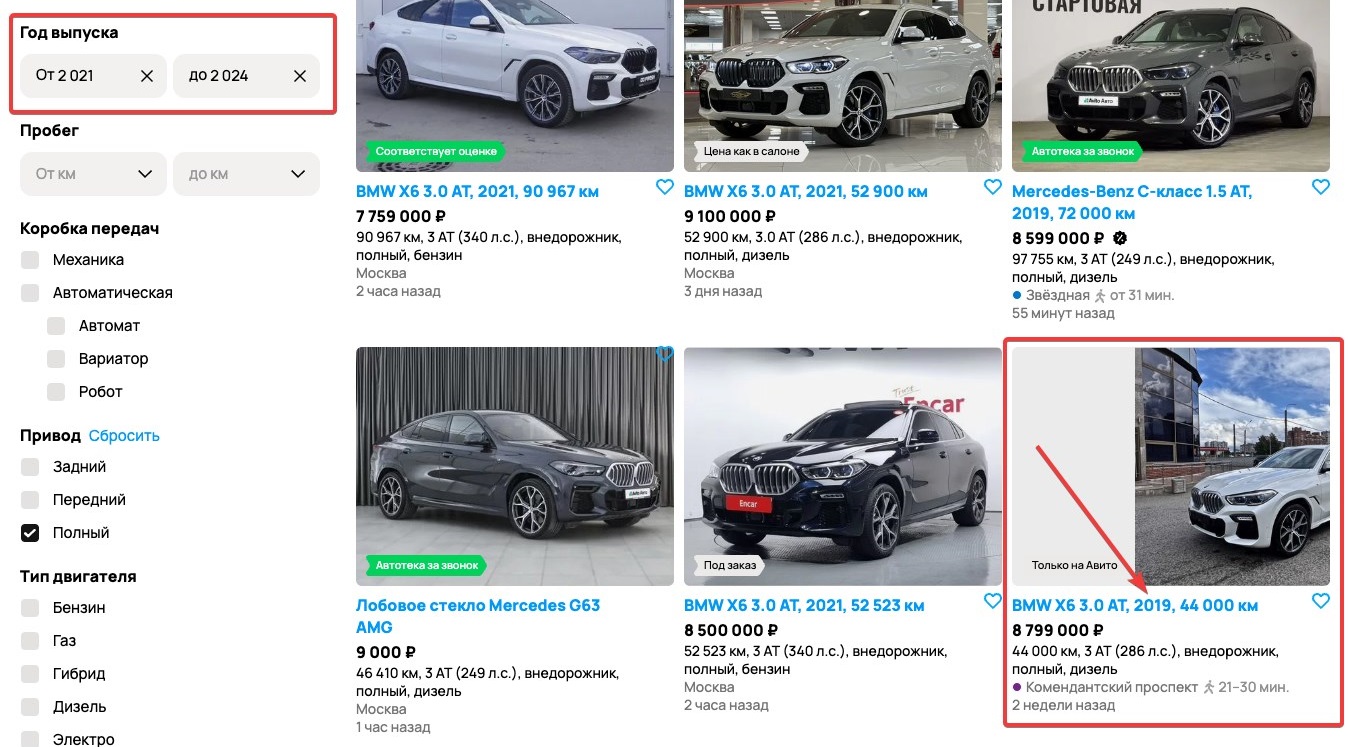 Год выпуска
От 2 021
до 2 024
Пробег
От км
до км
Коробка передач
Механика
Автоматическая
Автомат
Вариатор
Робот
Привод Сбросить
Задний
Передний
Полный
Тип двигателя
Бензин
Газ
Гибрид
Дизель
Электро
Соответствует оценке
BMW X6 3.0 AT, 2021, 90 967 км
7 759 000 ₽
90 967 км, 3 AT (340 л.с.), внедорожник,
полный, бензин
Москва
2 часа назад
Цена как в салоне
BMW X6 3.0 AT, 2021, 52 900 км
9 100 000 ₽
52 900 км, 3.0 AT (286 л.с.), внедорожник,
полный, дизель
Москва
3 дня назад
СТАРТОВАЯ
Avito Авто
Автотека за звонок
Mercedes-Benz C-класс 1.5 AT,
2019, 72 000 км
8 599 000 ₽
97 755 км, 3 AT (249 л.с.), внедорожник,
полный, дизель
Звёздная от 31 мин.
55 минут назад
Avito Авто
Автотека за звонок
Лобовое стекло Mercedes G63
AMG
9 000 ₽
46 410 км, 3 AT (249 л.с.), внедорожник,
полный, дизель
Москва
1 час назад
Encar
Encar
Под заказ
BMW X6 3.0 AT, 2021, 52 523 км
8 500 000 ₽
52 523 км, 3 AT (340 л.с.), внедорожник,
полный, бензин
Москва
2 часа назад
Только на Авито
BMW X6 3.0 AT, 2019, 44 000 км
8 799 000 ₽
44 000 км, 3 AT (286 л.с.), внедорожник,
полный, дизель
Комендантский проспект 21–30 мин.
2 недели назад